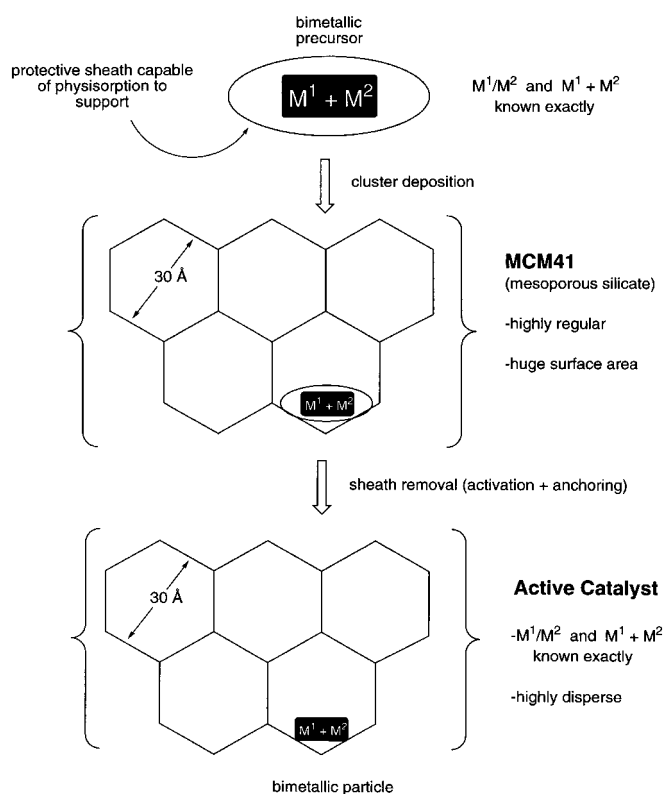 bimetallic
precursor
protective sheath capable
of physisorption to
support
M¹ + M²
M¹/M² and M¹ + M²
known exactly
cluster deposition
30 Å
MCM41
(mesoporous silicate)
-highly regular
-huge surface area
M¹ + M²
sheath removal (activation + anchoring)
30 Å
Active Catalyst
-M¹/M² and M¹ + M²
known exactly
-highly disperse
M¹ + M²
bimetallic particle